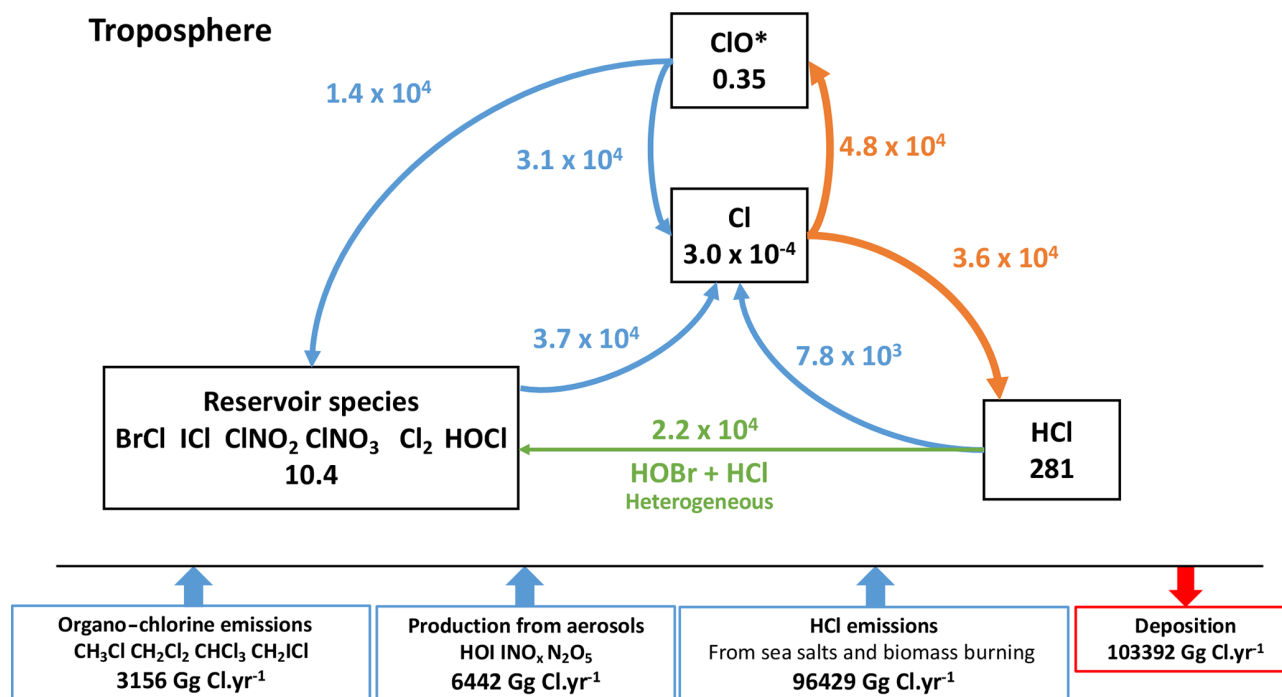 Troposphere
ClO*
0.35
1.4 x 10⁴
3.1 x 10⁴
4.8 x 10⁴
Cl
3.0 x 10⁻⁴
3.6 x 10⁴
3.7 x 10⁴
7.8 x 10³
Reservoir species
BrCl ICl ClNO₂ ClNO₃ Cl₂ HOCl
10.4
2.2 x 10⁴
HOBr + HCl
Heterogeneous
HCl
281
Organo–chlorine emissions
CH₃Cl CH₂Cl₂ CHCl₃ CH₂ICl
3156 Gg Cl.yr⁻¹
Production from aerosols
HOI INOₓ N₂O₅
6442 Gg Cl.yr⁻¹
HCl emissions
From sea salts and biomass burning
96429 Gg Cl.yr⁻¹
Deposition
103392 Gg Cl.yr⁻¹